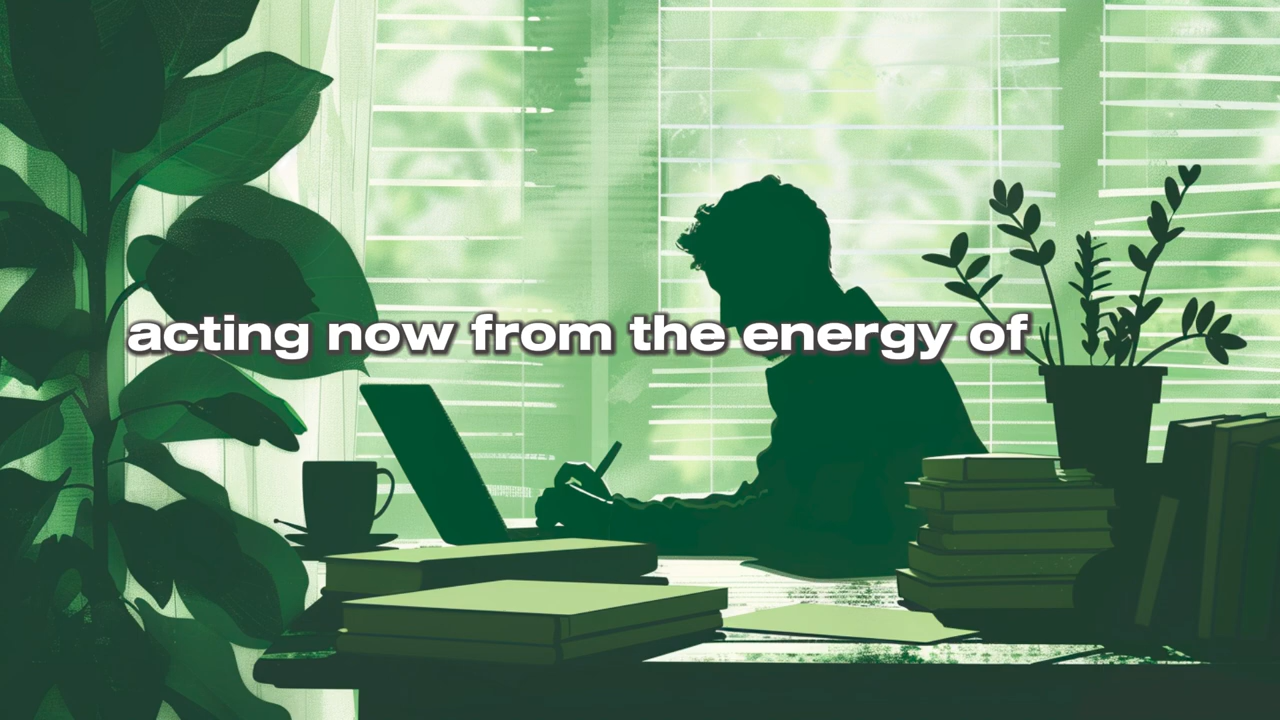 acting now from the energy of